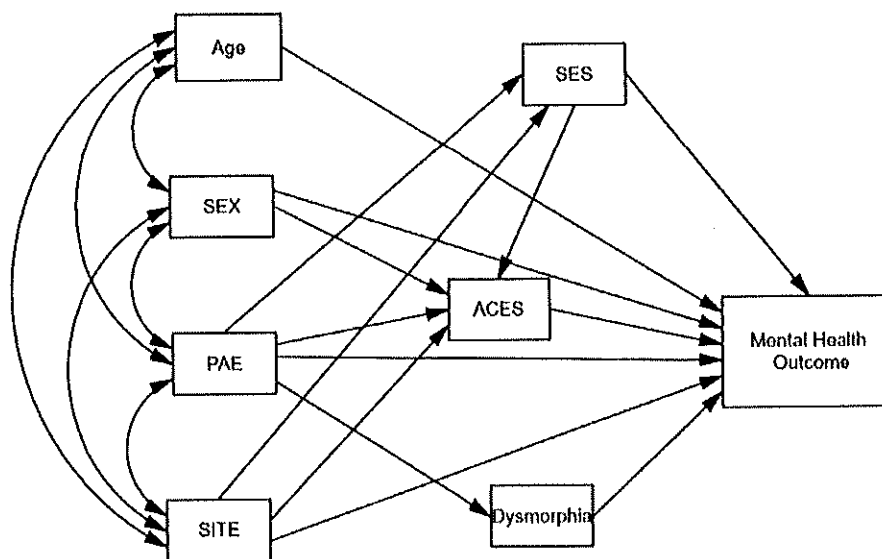 Age
SES
SEX
ACES
PAE
Mental Health
Outcome
SITE
Dysmorphia